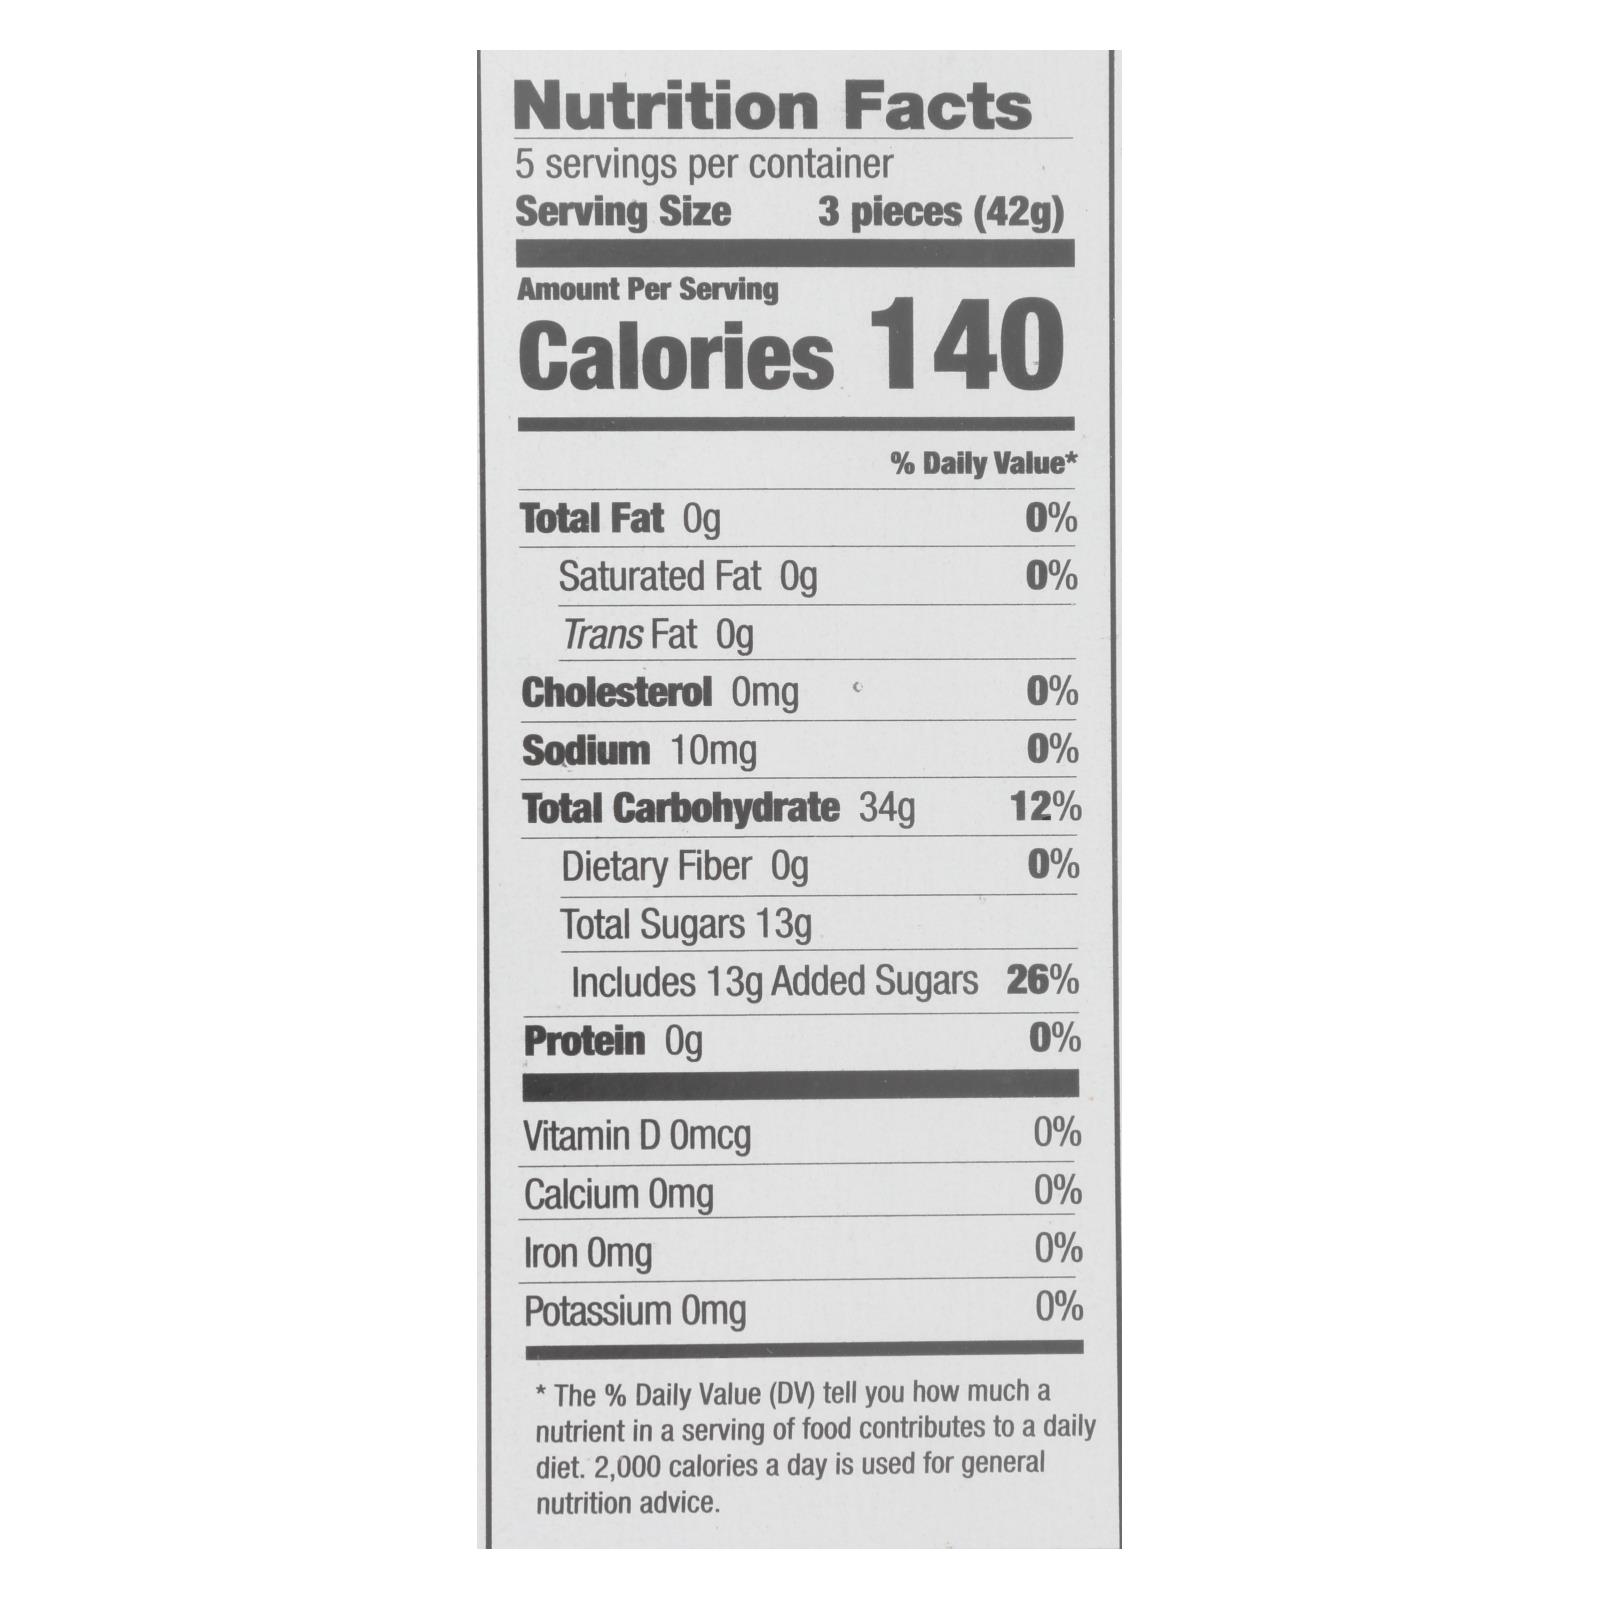 Nutrition Facts
5 servings per container
Serving Size 3 pieces (42g)
Amount Per Serving
Calories 140
% Daily Value*
Total Fat 0g 0%
Saturated Fat 0g 0%
Trans Fat 0g
Cholesterol 0mg 0%
Sodium 10mg 0%
Total Carbohydrate 34g 12%
Dietary Fiber 0g 0%
Total Sugars 13g
Includes 13g Added Sugars 26%
Protein 0g 0%
Vitamin D 0mcg 0%
Calcium 0mg 0%
Iron 0mg 0%
Potassium 0mg 0%
* The % Daily Value (DV) tell you how much a
nutrient in a serving of food contributes to a daily
diet. 2,000 calories a day is used for general
nutrition advice.